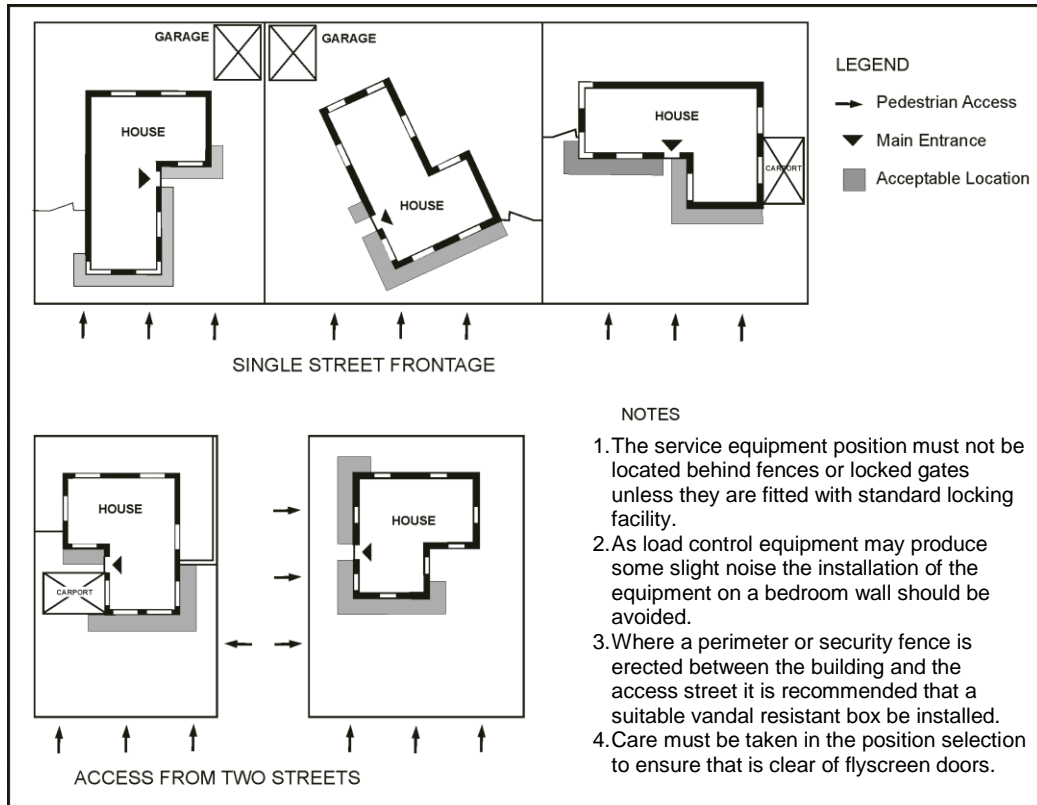 GARAGE
GARAGE
HOUSE
HOUSE
HOUSE
CARPORT
LEGEND
Pedestrian Access
Main Entrance
Acceptable Location
SINGLE STREET FRONTAGE
HOUSE
CARPORT
HOUSE
ACCESS FROM TWO STREETS
NOTES
1.The service equipment position must not be
located behind fences or locked gates
unless they are fitted with standard locking
facility.
2.As load control equipment may produce
some slight noise the installation of the
equipment on a bedroom wall should be
avoided.
3.Where a perimeter or security fence is
erected between the building and the
access street it is recommended that a
suitable vandal resistant box be installed.
4.Care must be taken in the position selection
to ensure that is clear of flyscreen doors.